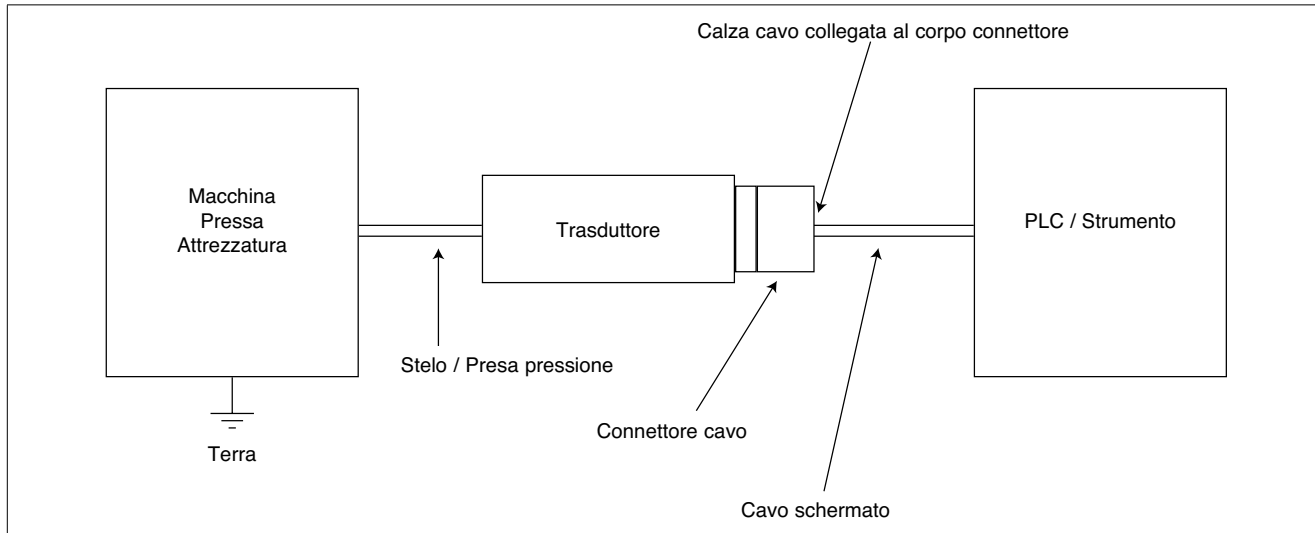 Calza cavo collegata al corpo connettore
Macchina
Pressa
Attrezzatura
Trasduttore
PLC / Strumento
Stelo / Presa pressione
Connettore cavo
Terra
Cavo schermato